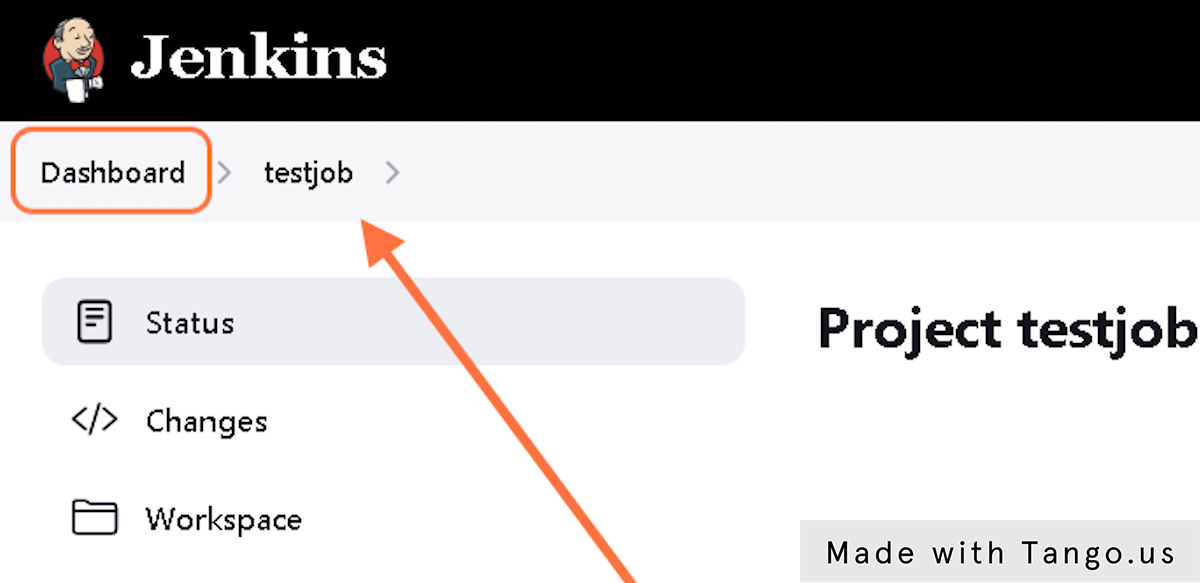 Jenkins
Dashboard > testjob >
Status
Project testjob
Changes
Workspace
Made with Tango.us